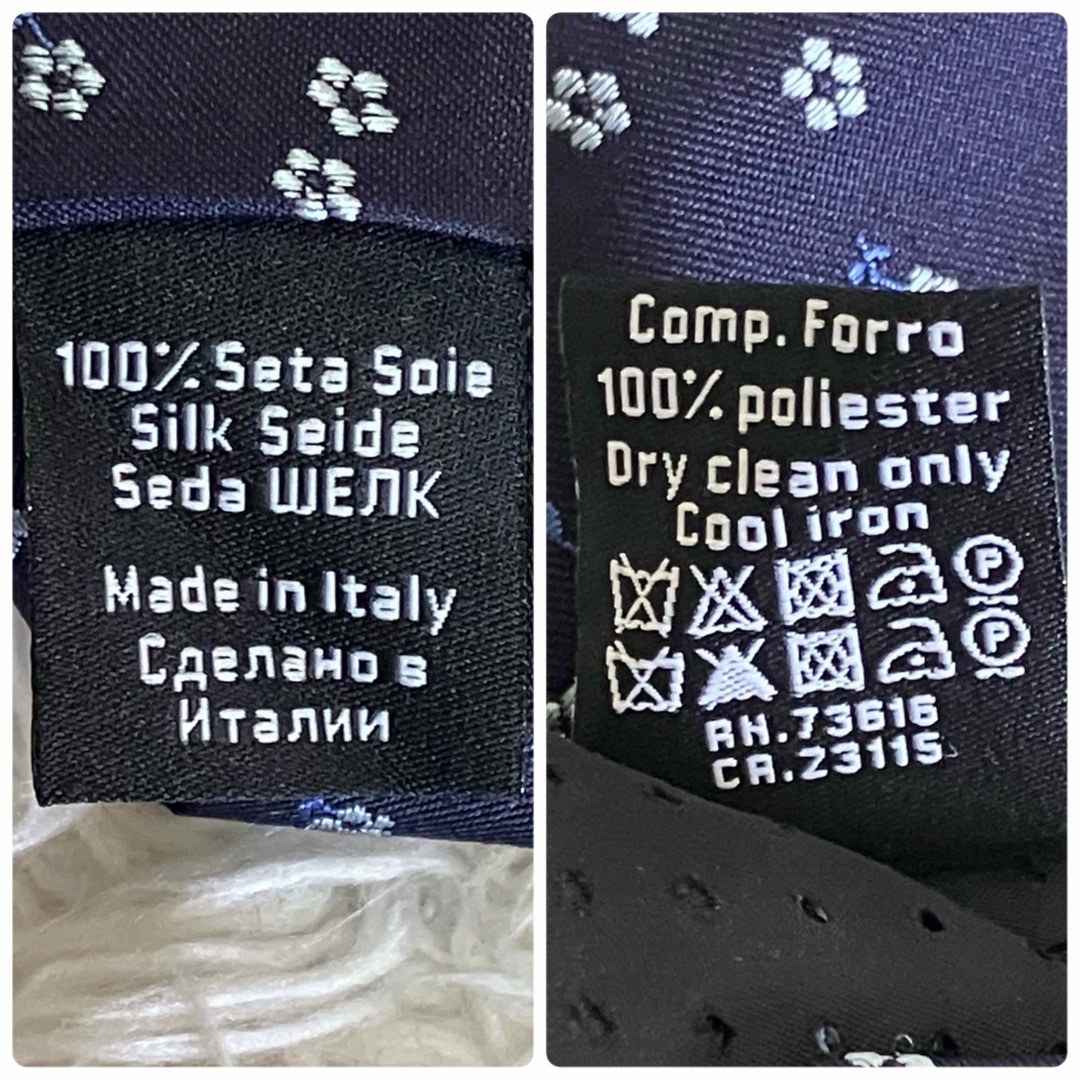 100% Seta Soie
Silk Seide
Seda ШЕЛК
Made in Italy
Сделано в
Италии
Comp. Forro
100% poliester
Dry clean only
Cool iron
P
P
RH.73616
CA.23115